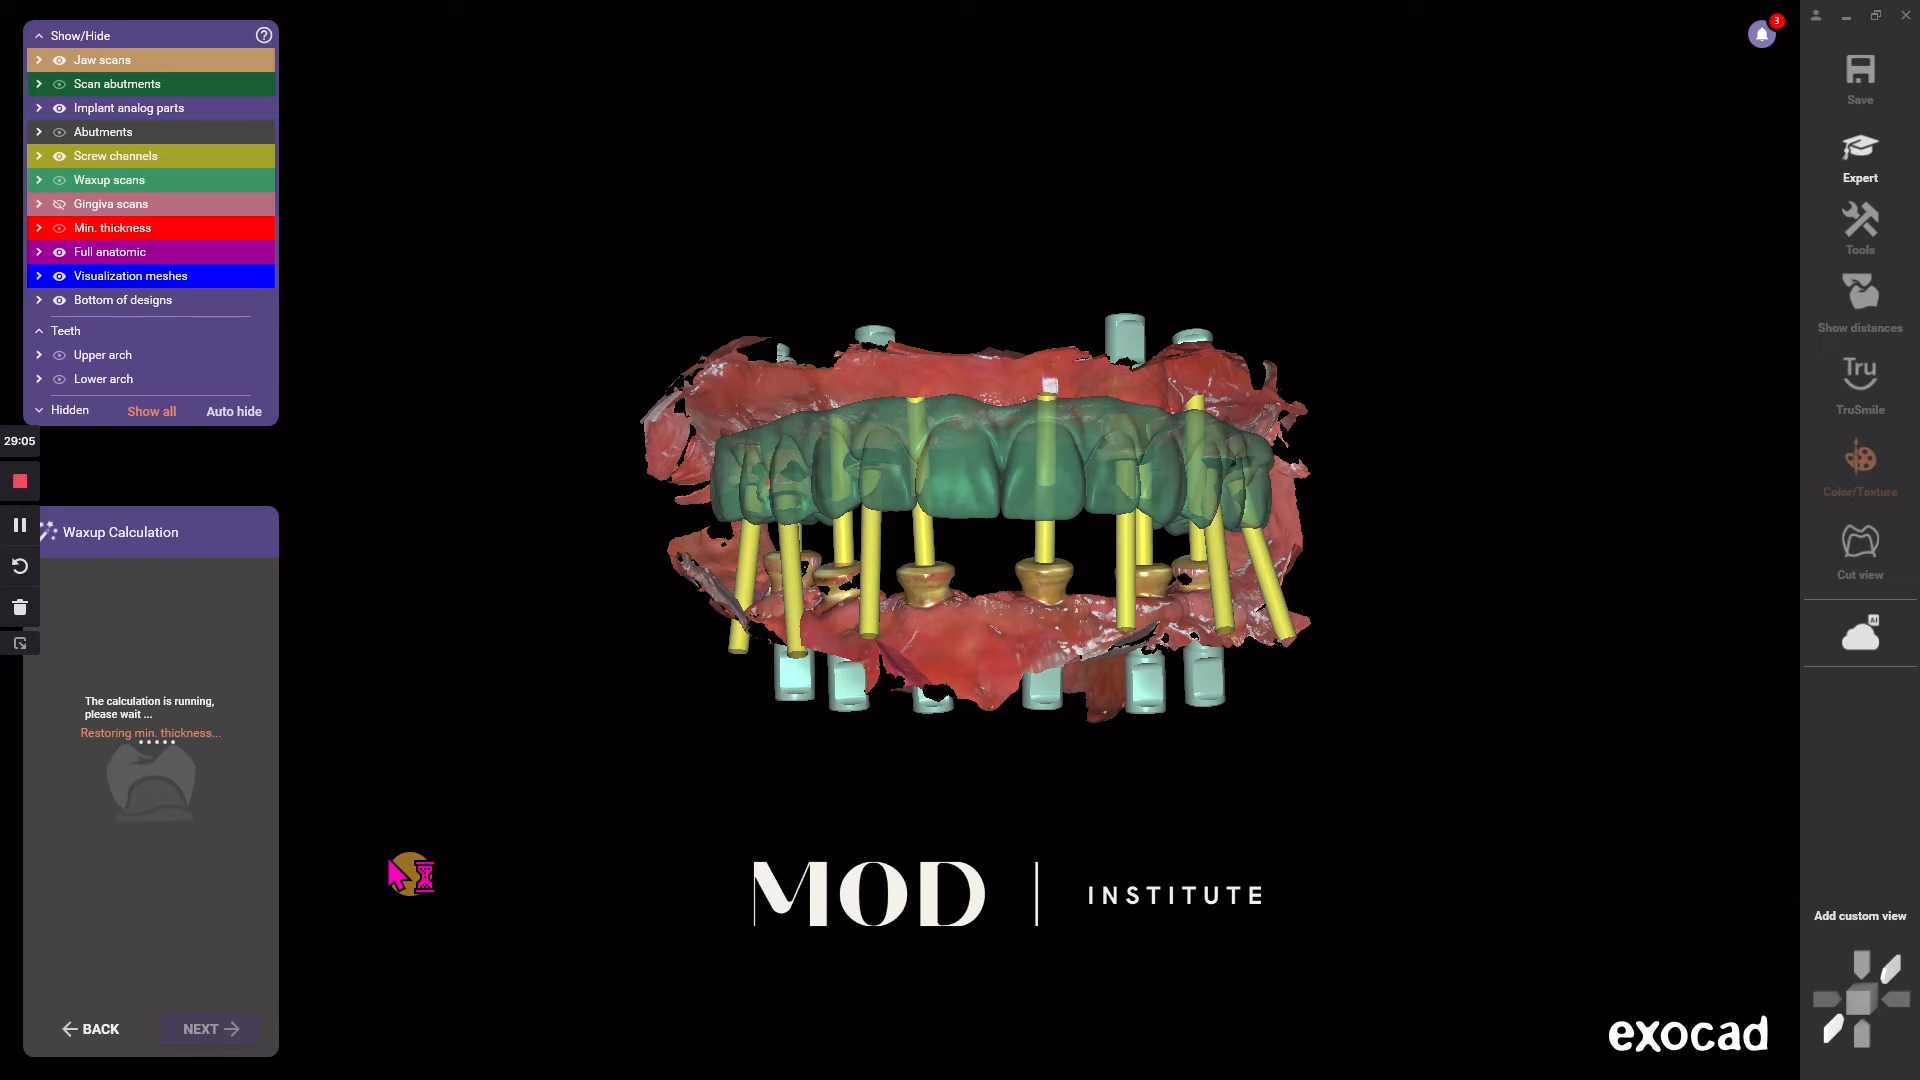 Show/Hide
Jaw scans
Scan abutments
Implant analog parts
Abutments
Screw channels
Waxup scans
Gingiva scans
Min. thickness
Full anatomic
Visualization meshes
Bottom of designs
Teeth
Upper arch
Lower arch
Hidden Show all Auto hide
29:05
Waxup Calculation
The calculation is running,
please wait ...
Restoring min. thickness...
BACK NEXT
MOD | INSTITUTE
exocad
3
Save
Expert
Tools
Show distances
Tru
TruSmile
Color/Texture
Cut view
AI
Add custom view